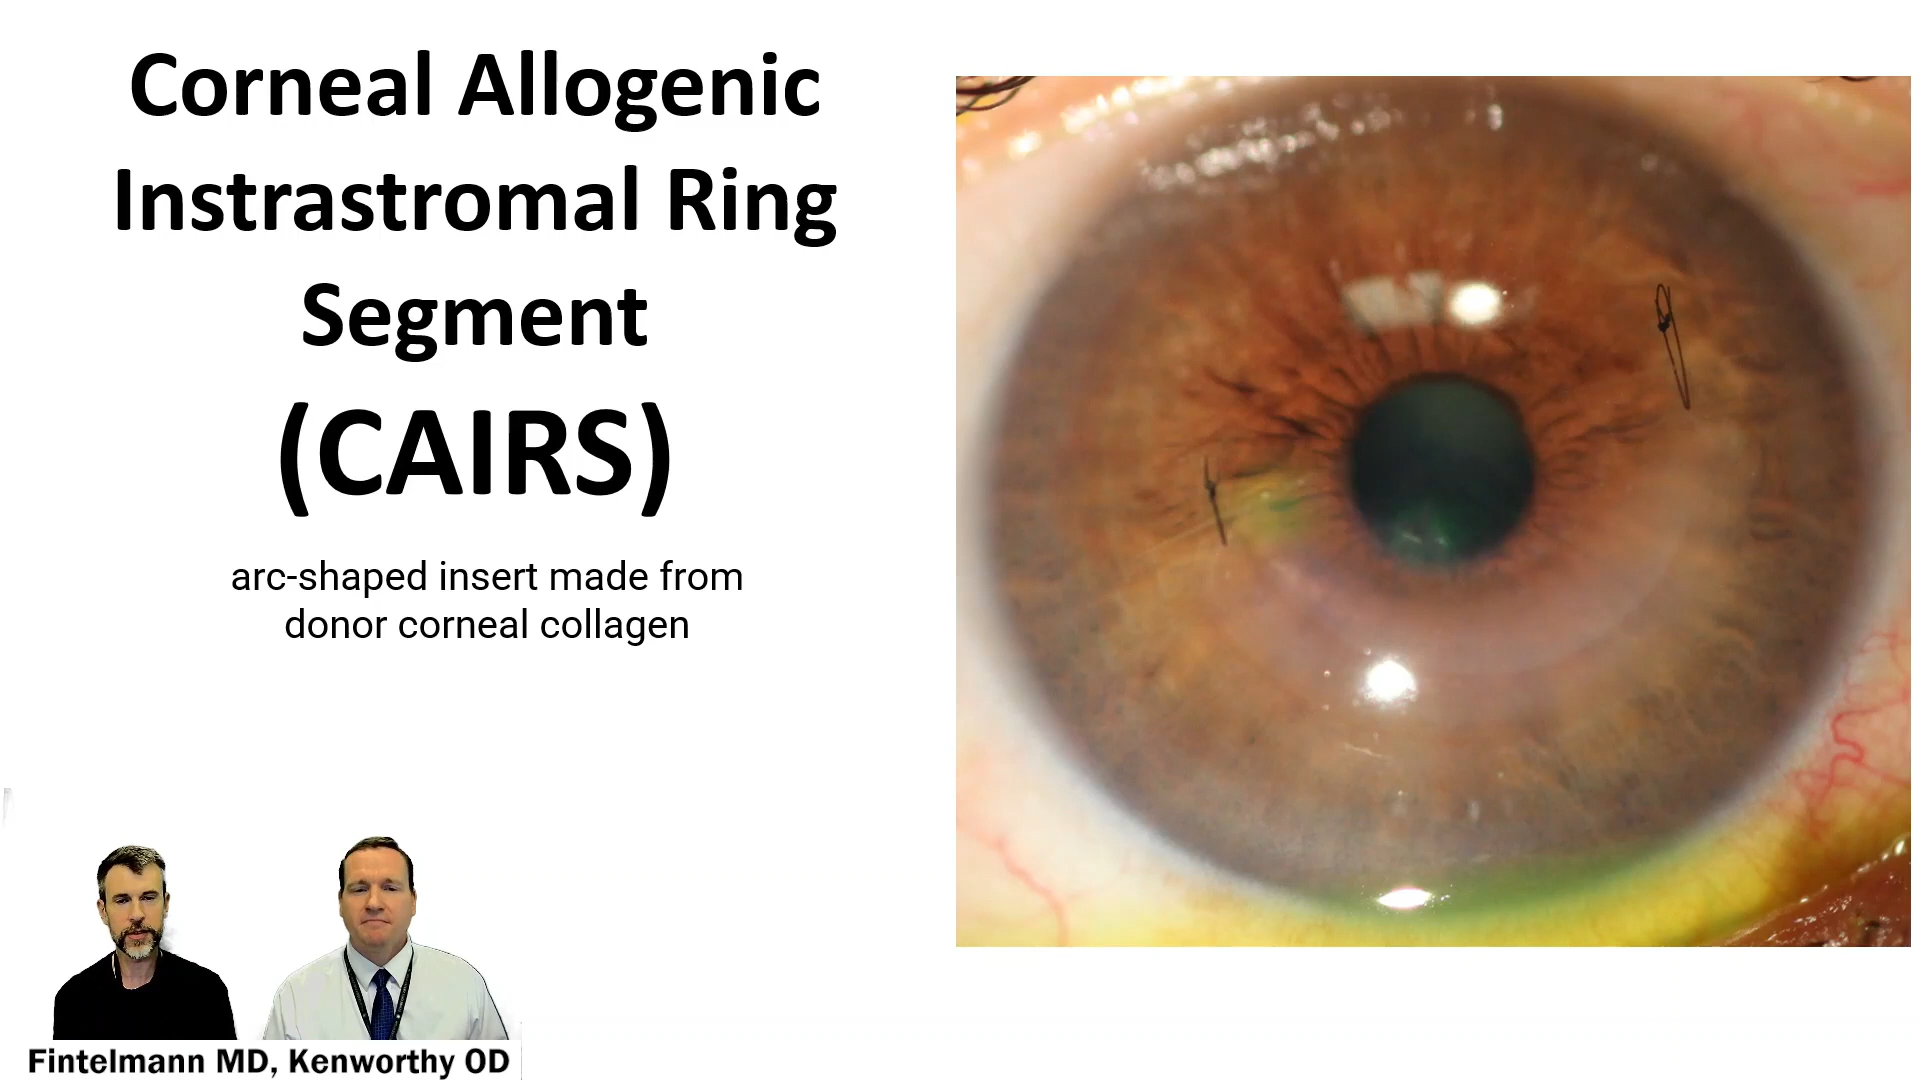 Corneal Allogenic
Instrastromal Ring
Segment
(CAIRS)
arc-shaped insert made from
donor corneal collagen
Fintelmann MD, Kenworthy OD